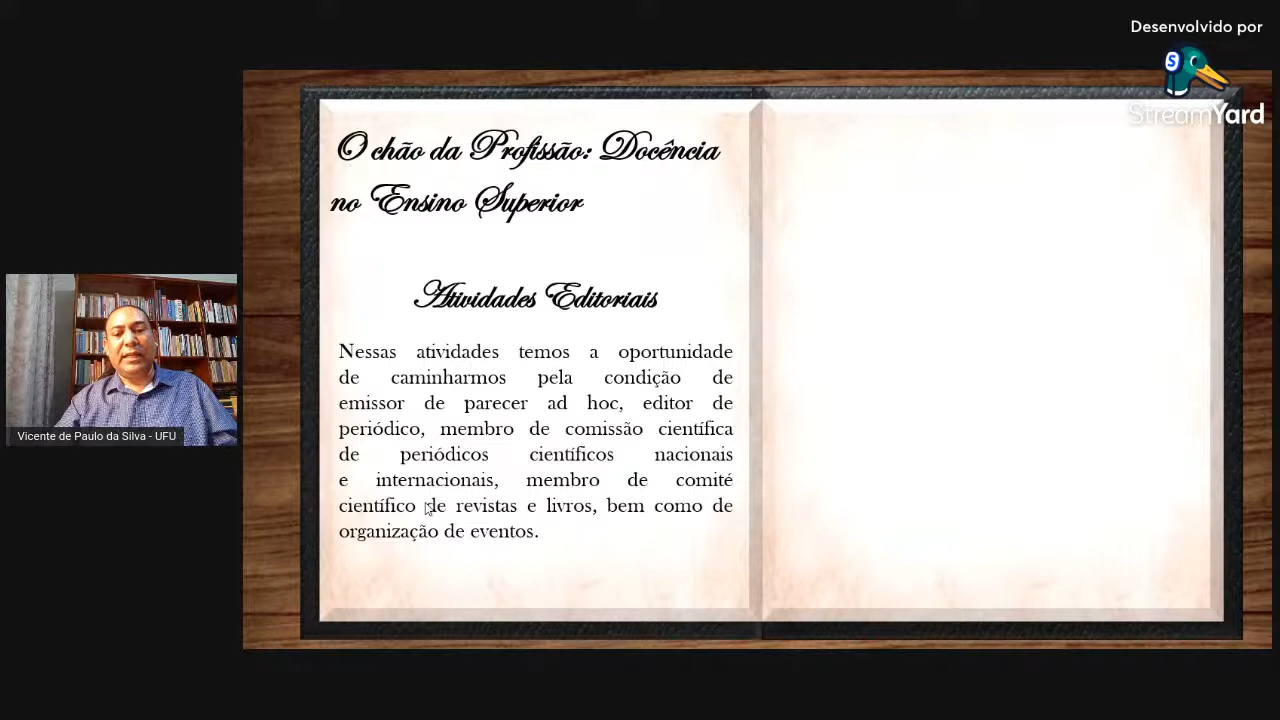 Desenvolvido por
StreamYard
O chão da Profissão: Docência
no Ensino Superior
Atividades Editoriais
Nessas atividades temos a oportunidade
de caminharmos pela condição de
emissor de parecer ad hoc, editor de
periódico, membro de comissão científica
de periódicos científicos nacionais
e internacionais, membro de comité
científico de revistas e livros, bem como de
organização de eventos.
Vicente de Paulo da Silva - UFU